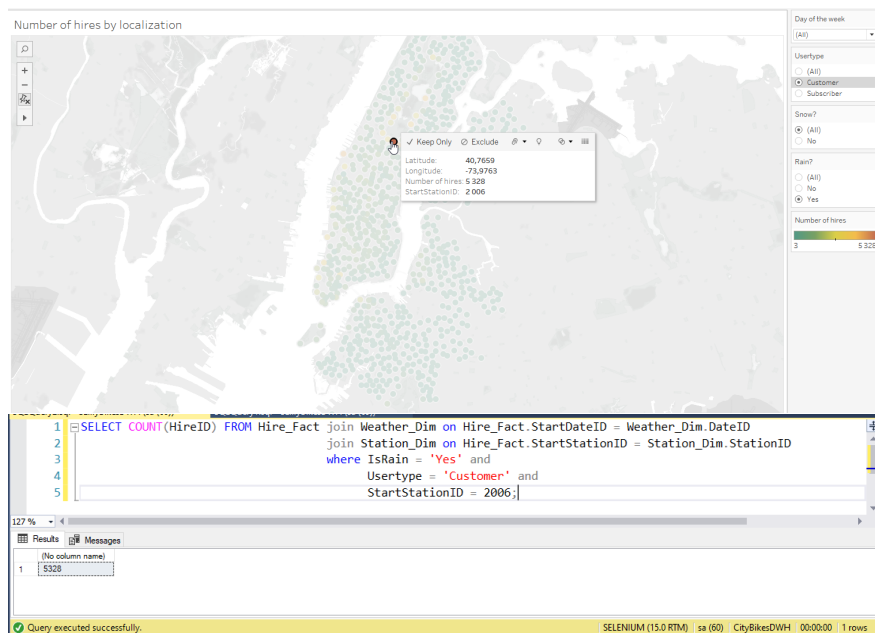 Number of hires by localization
Day of the week
(All)
Usertype
(All)
Customer
Subscriber
Snow?
(All)
No
Rain?
(All)
No
Yes
Number of hires
3 5 328
Keep Only Exclude
Latitude: 40,7659
Longitude: -73,9763
Number of hires: 5 328
StartStationID: 2 006
1 SELECT COUNT(HireID) FROM Hire_Fact join Weather_Dim on Hire_Fact.StartDateID = Weather_Dim.DateID
2 join Station_Dim on Hire_Fact.StartStationID = Station_Dim.StationID
3 where IsRain = 'Yes' and
4 Usertype = 'Customer' and
5 StartStationID = 2006;
127 %
Results Messages
(No column name)
1 5328
Query executed successfully. SELENIUM (15.0 RTM) sa (60) CityBikesDWH 00:00:00 1 rows